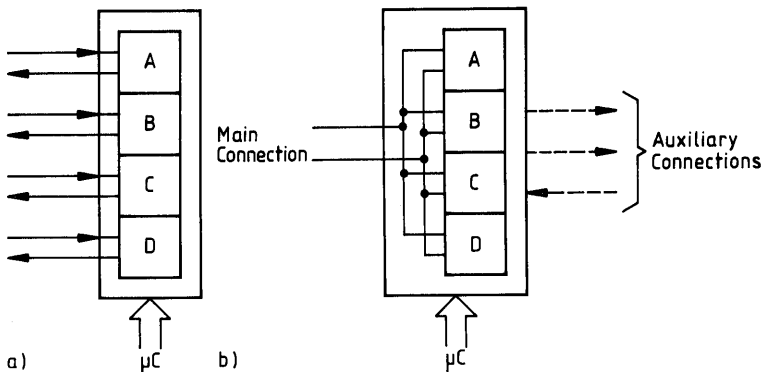 A
B
C
D
a)
µC
Main
Connection
A
B
C
D
Auxiliary
Connections
b)
µC